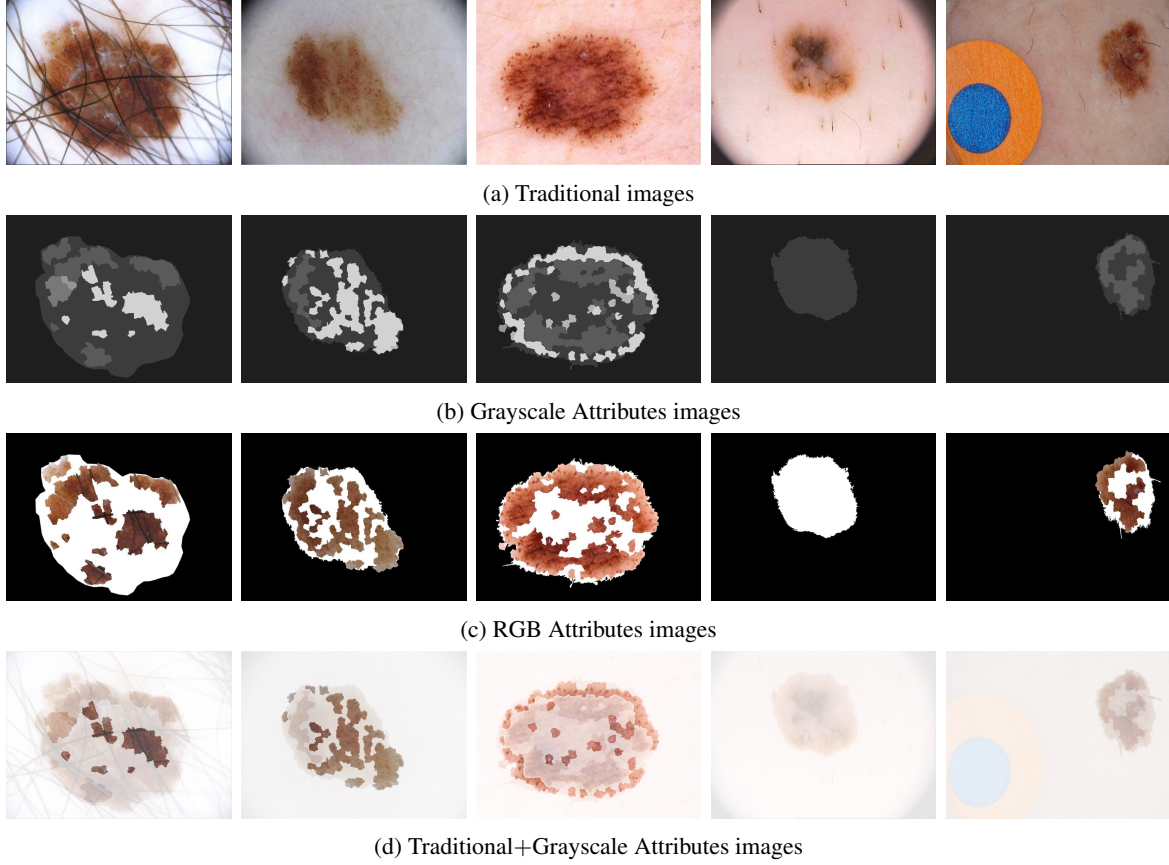 (a) Traditional images
(b) Grayscale Attributes images
(c) RGB Attributes images
(d) Traditional+Grayscale Attributes images